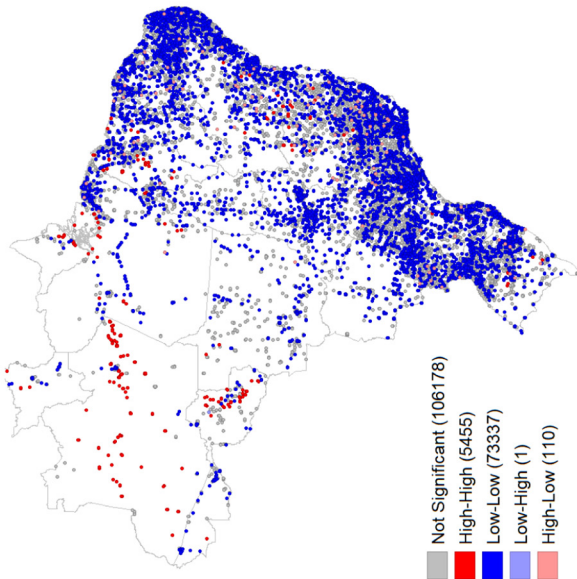 Not Significant (106178)
High-High (5455)
Low-Low (73337)
Low-High (1)
High-Low (110)